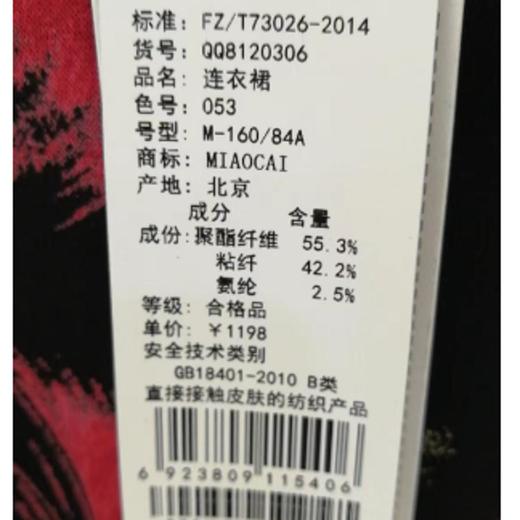 标准: FZ/T73026-2014
货号: QQ8120306
品名: 连衣裙
色号: 053
号型: M-160/84A
商标: MIAOCAI
产地: 北京
成分 含量
成份: 聚酯纤维 55.3%
粘纤 42.2%
氨纶 2.5%
等级: 合格品
单价: ¥1198
安全技术类别
GB18401-2010 B类
直接接触皮肤的纺织产品
6 923809 115406